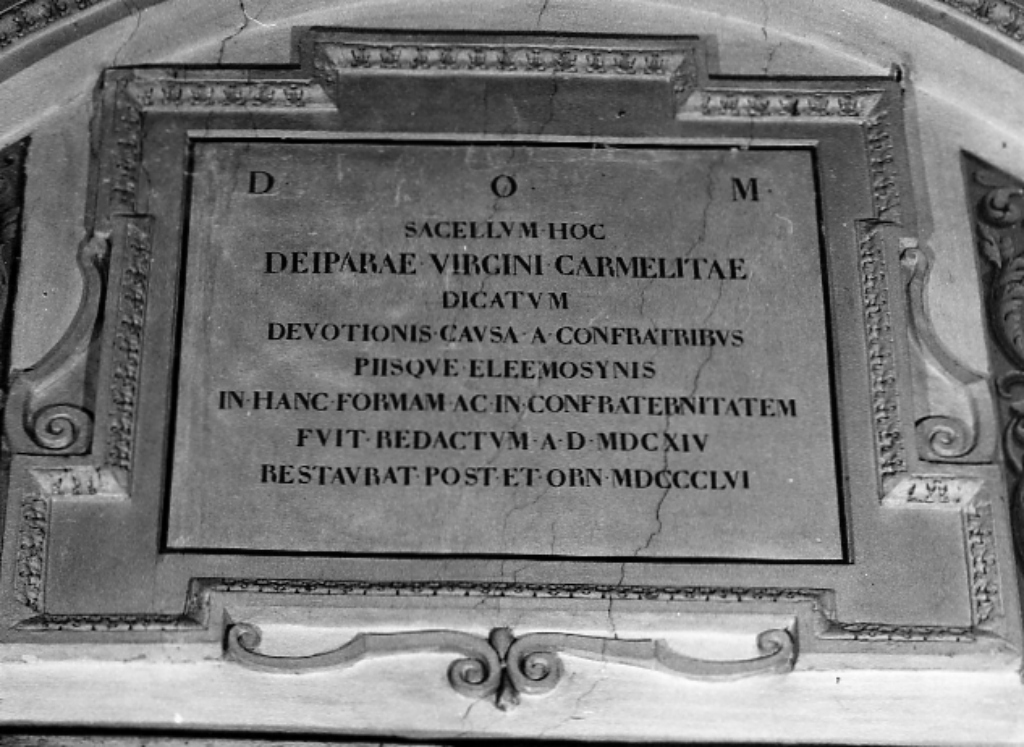 D· O· M·
SACELLVM·HOC
DEIPARAE·VIRGINI·CARMELITAE
DICATVM
DEVOTIONIS·CAVSA·A·CONFRATRIBVS
PIISQVE·ELEEMOSYNIS
IN·HANC·FORMAM·AC·IN·CONFRATERNITATEM
FVIT·REDACTVM·A·D·MDCXIV
RESTAVRAT·POST·ET·ORN·MDCCCLVI